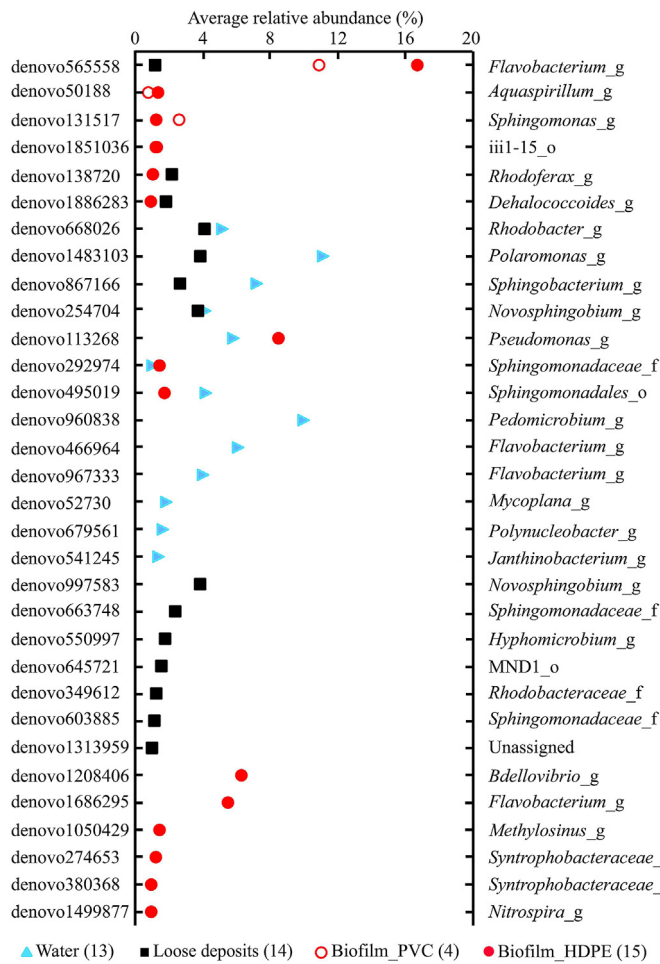 Average relative abundance (%)
0 4 8 12 16 20
denovo565558 Flavobacterium_g
denovo50188 Aquaspirillum_g
denovo131517 Sphingomonas_g
denovo1851036 iii1-15_o
denovo138720 Rhodoferax_g
denovo1886283 Dehalococcoides_g
denovo668026 Rhodobacter_g
denovo1483103 Polaromonas_g
denovo867166 Sphingobacterium_g
denovo254704 Novosphingobium_g
denovo113268 Pseudomonas_g
denovo292974 Sphingomonadaceae_f
denovo495019 Sphingomonadales_o
denovo960838 Pedomicrobium_g
denovo466964 Flavobacterium_g
denovo967333 Flavobacterium_g
denovo52730 Mycoplana_g
denovo679561 Polynucleobacter_g
denovo541245 Janthinobacterium_g
denovo997583 Novosphingobium_g
denovo663748 Sphingomonadaceae_f
denovo550997 Hyphomicrobium_g
denovo645721 MND1_o
denovo349612 Rhodobacteraceae_f
denovo603885 Sphingomonadaceae_f
denovo1313959 Unassigned
denovo1208406 Bdellovibrio_g
denovo1686295 Flavobacterium_g
denovo1050429 Methylosinus_g
denovo274653 Syntrophobacteraceae_
denovo380368 Syntrophobacteraceae_
denovo1499877 Nitrospira_g
Water (13) Loose deposits (14) Biofilm_PVC (4) Biofilm_HDPE (15)